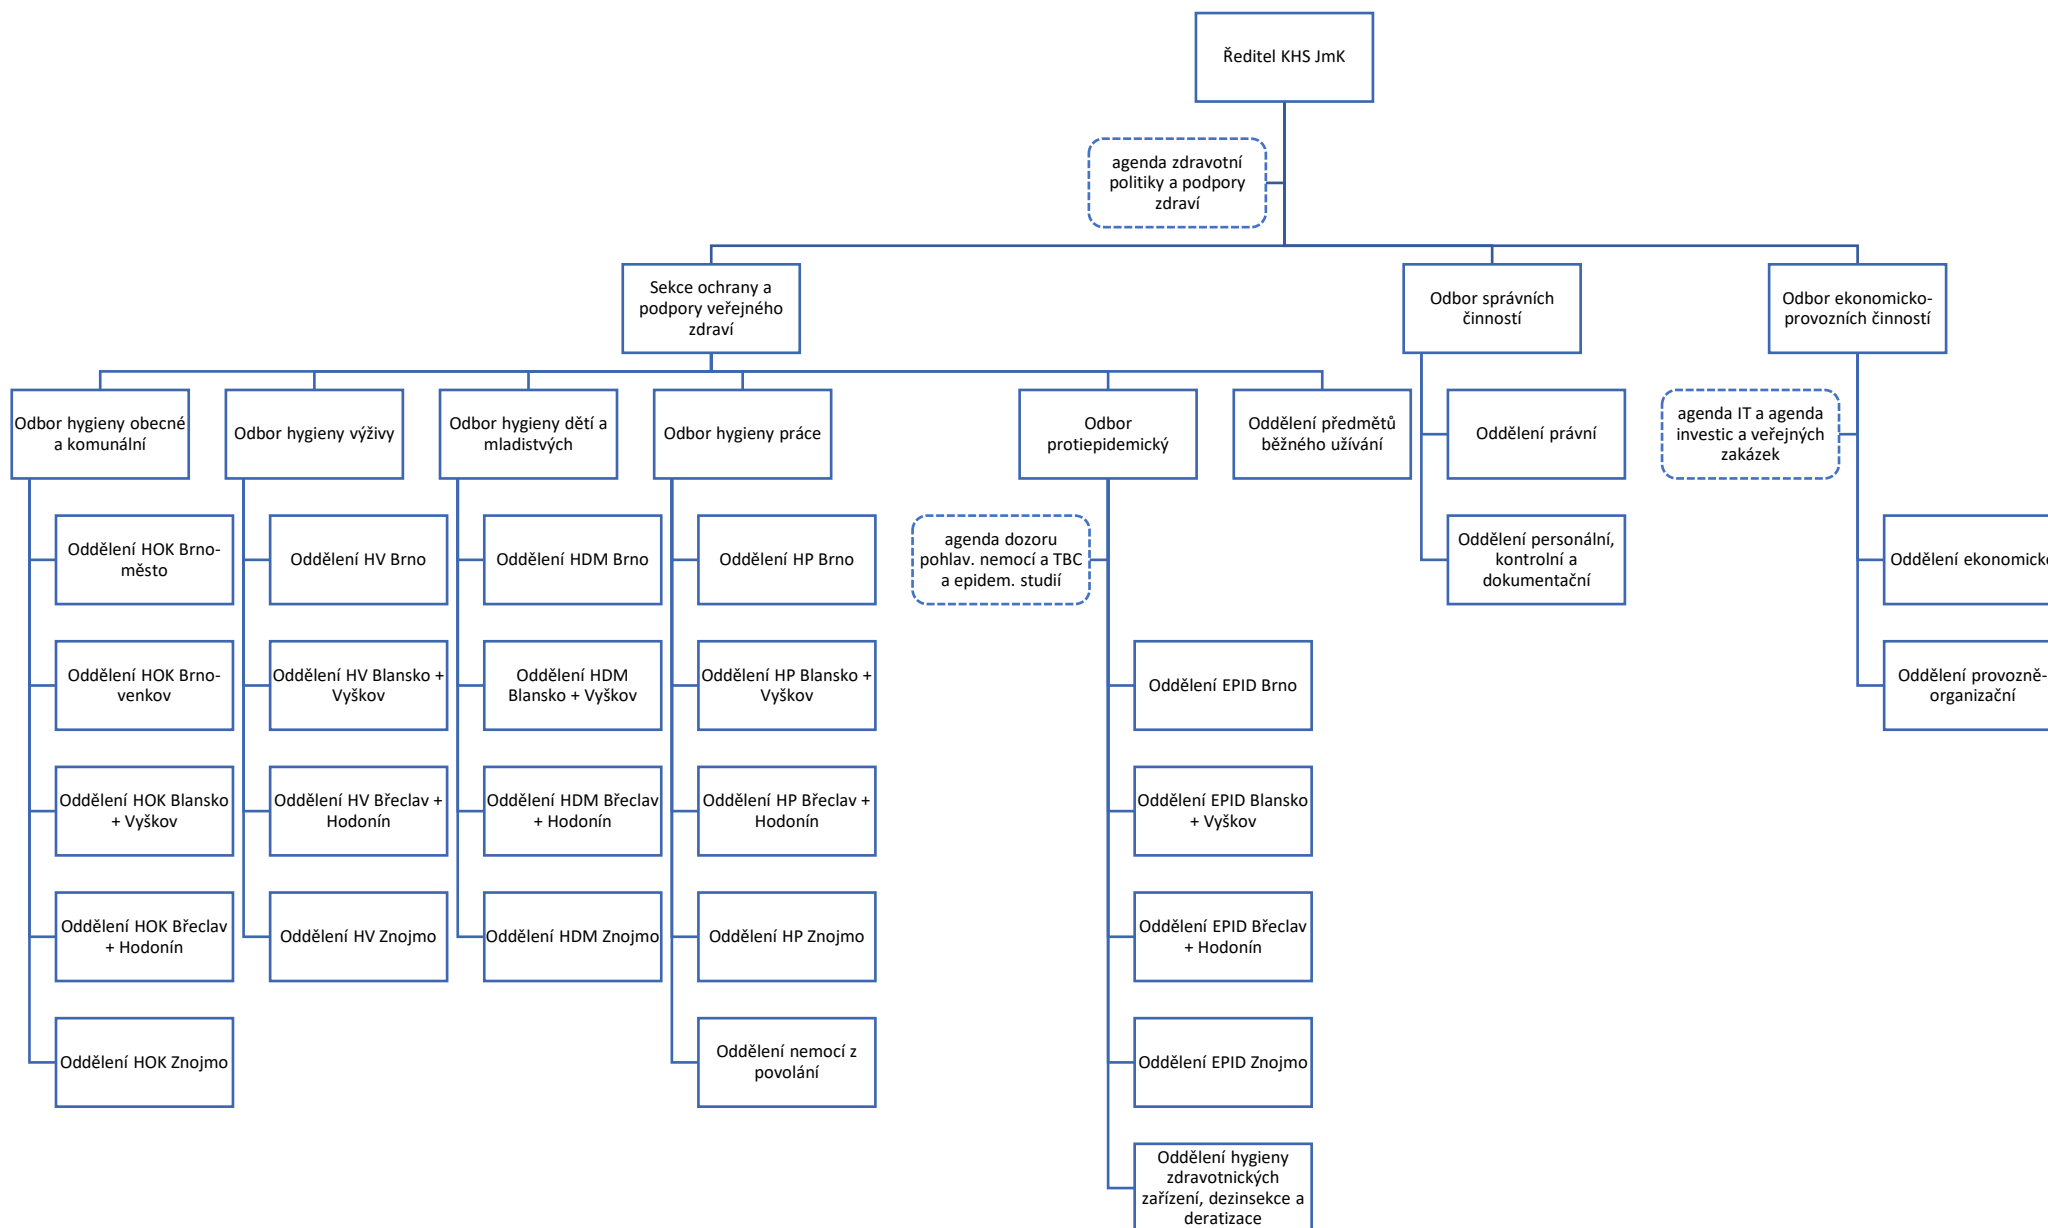 Ředitel KHS JmK
agenda zdravotní
politiky a podpory
zdraví
Sekce ochrany a
podpory veřejného
zdraví
Odbor správních
činností
Odbor ekonomicko-
provozních činností
Odbor hygieny obecné
a komunální
Odbor hygieny výživy
Odbor hygieny dětí a
mladistvých
Odbor hygieny práce
Odbor
protiepidemický
Oddělení předmětů
běžného užívání
Oddělení právní
agenda IT a agenda
investic a veřejných
zakázek
Oddělení HOK Brno-
město
Oddělení HV Brno
Oddělení HDM Brno
Oddělení HP Brno
agenda dozoru
pohlav. nemocí a TBC
a epidem. studií
Oddělení personální,
kontrolní a
dokumentační
Oddělení ekonomick
Oddělení HOK Brno-
venkov
Oddělení HV Blansko +
Vyškov
Oddělení HDM
Blansko + Vyškov
Oddělení HP Blansko +
Vyškov
Oddělení EPID Brno
Oddělení provozně-
organizační
Oddělení HOK Blansko
+ Vyškov
Oddělení HV Břeclav +
Hodonín
Oddělení HDM Břeclav
+ Hodonín
Oddělení HP Břeclav +
Hodonín
Oddělení EPID Blansko
+ Vyškov
Oddělení HOK Břeclav
+ Hodonín
Oddělení HV Znojmo
Oddělení HDM Znojmo
Oddělení HP Znojmo
Oddělení EPID Břeclav
+ Hodonín
Oddělení HOK Znojmo
Oddělení nemocí z
povolání
Oddělení EPID Znojmo
Oddělení hygieny
zdravotnických
zařízení, dezinsekce a
deratizace